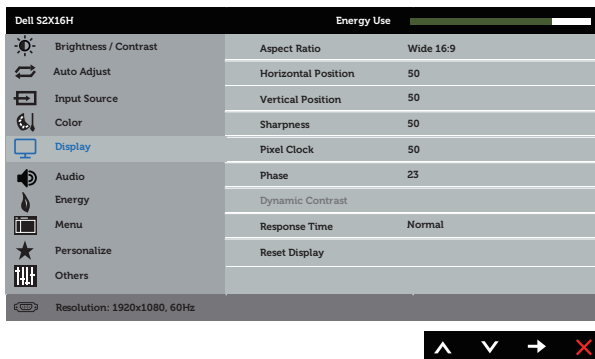 Dell S2X16H Energy Use
Brightness / Contrast
Auto Adjust
Input Source
Color
Display
Audio
Energy
Menu
Personalize
Others
Aspect Ratio Wide 16:9
Horizontal Position 50
Vertical Position 50
Sharpness 50
Pixel Clock 50
Phase 23
Dynamic Contrast
Response Time Normal
Reset Display
Resolution: 1920x1080, 60Hz